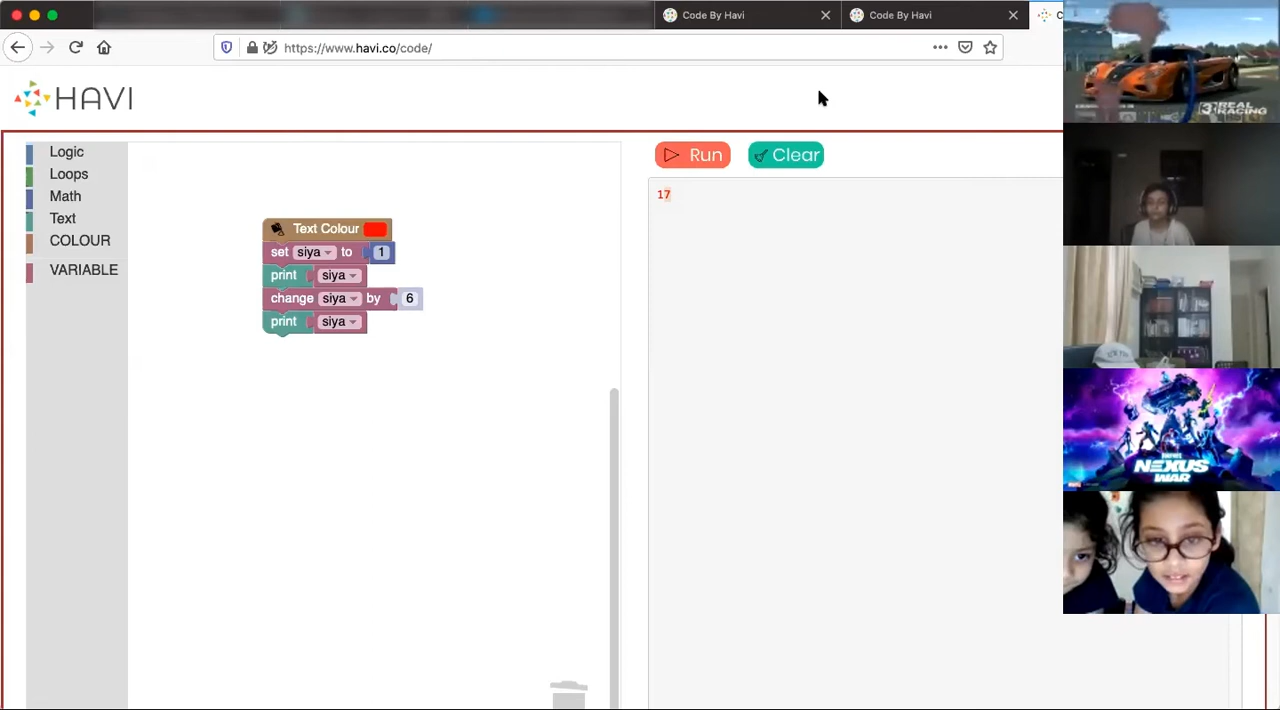 Code By Havi
Code By Havi
C
https://www.havi.co/code/
HAVI
Logic
Loops
Math
Text
COLOUR
VARIABLE
Text Colour
set siya to 1
print siya
change siya by 6
print siya
Run
Clear
17
3 REAL
RACING
NEXUS
WAR